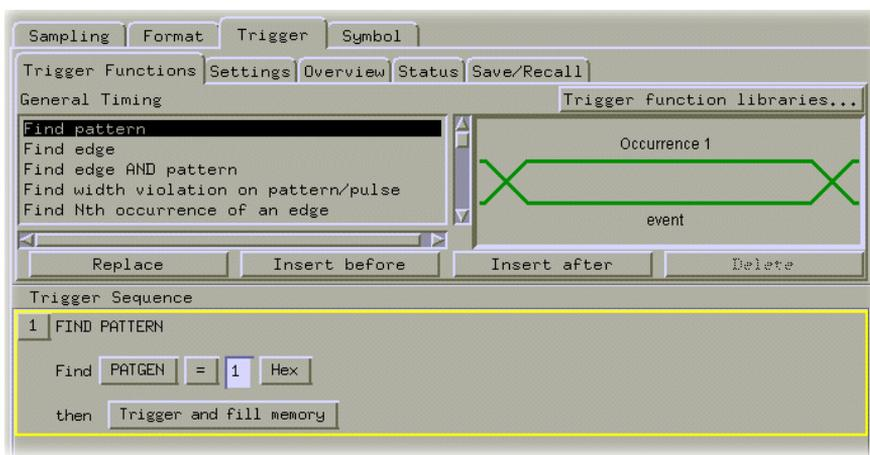 Sampling Format Trigger Symbol
Trigger Functions Settings Overview Status Save/Recall
General Timing Trigger function libraries...
Find pattern
Find edge
Find edge AND pattern
Find width violation on pattern/pulse
Find Nth occurrence of an edge
Occurrence 1
event
Replace Insert before Insert after Delete
Trigger Sequence
1 FIND PATTERN
Find PATGEN = 1 Hex
then Trigger and fill memory